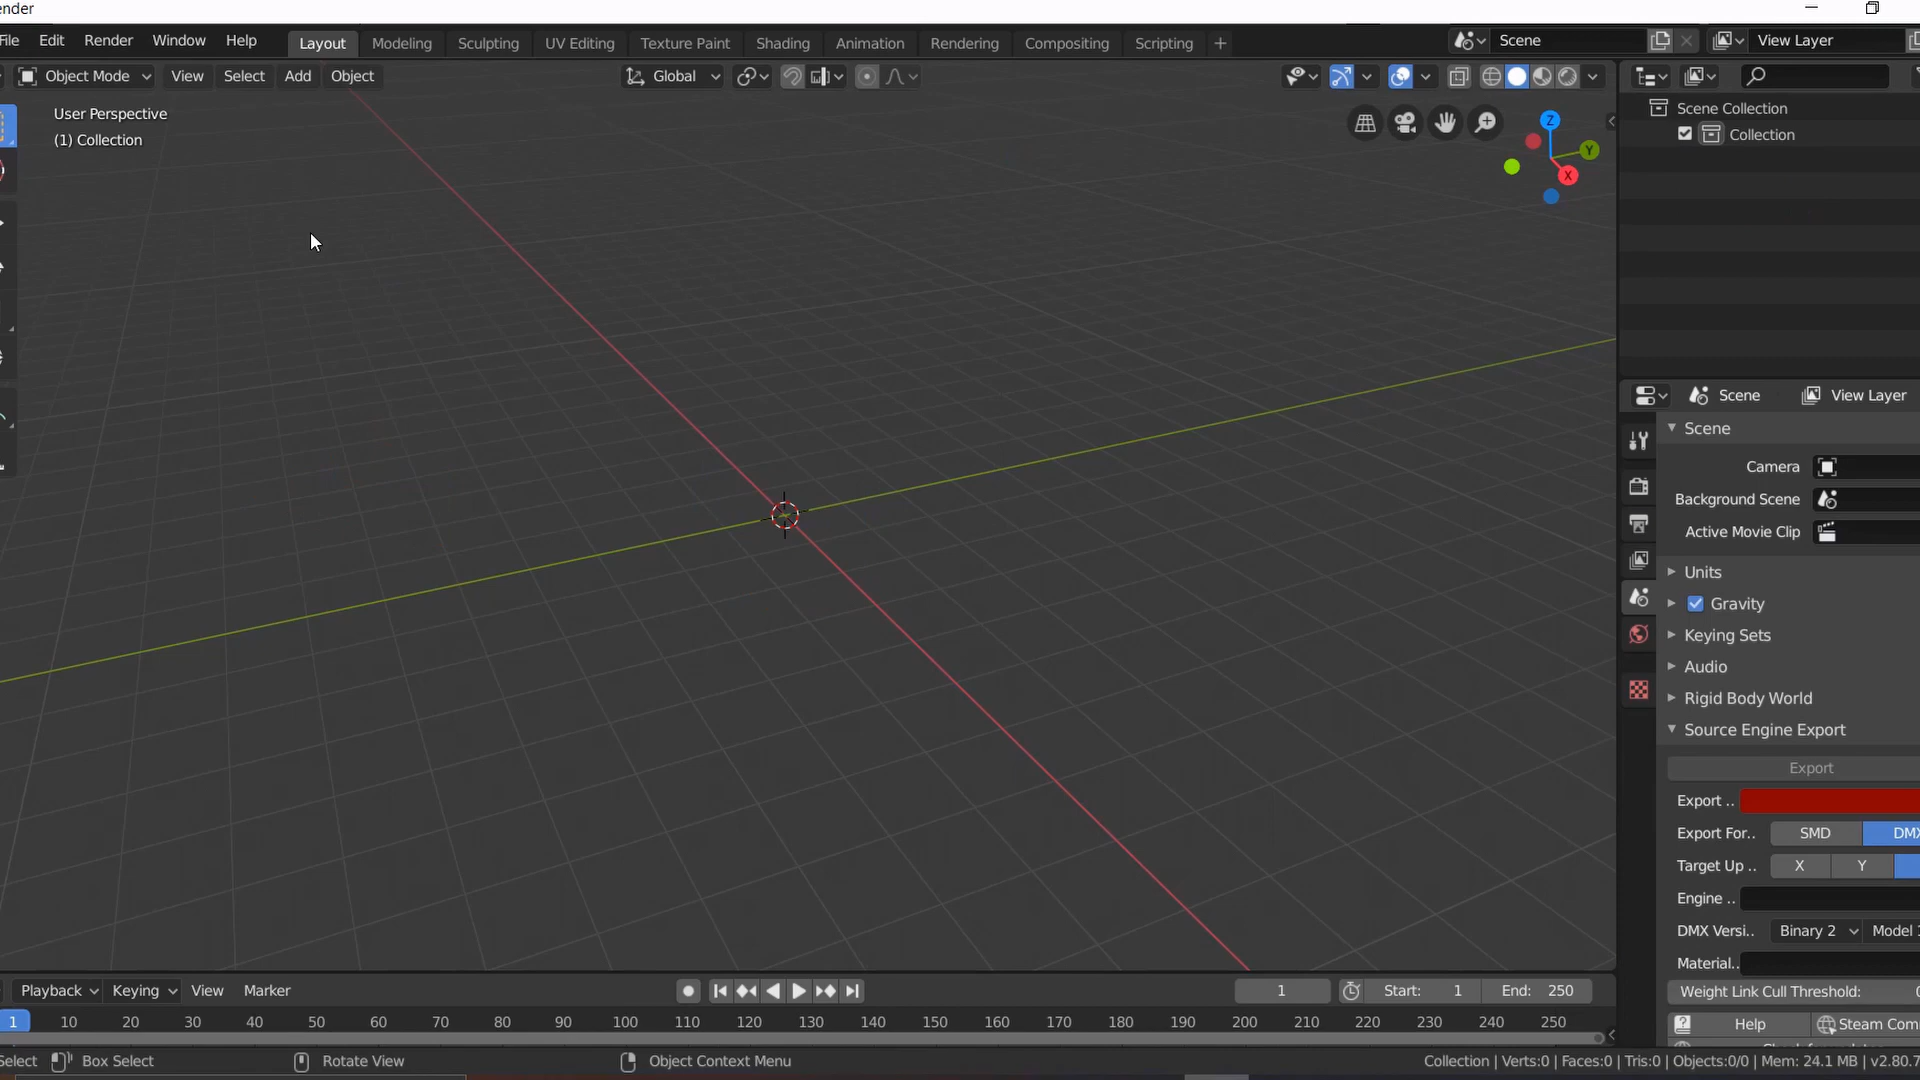 ender
File Edit Render Window Help Layout Modeling Sculpting UV Editing Texture Paint Shading Animation Rendering Compositing Scripting + Scene View Layer
Object Mode View Select Add Object Global
User Perspective
(1) Collection
Z
Y
X
Scene Collection
Collection
Scene View Layer
Scene
Camera
Background Scene
Active Movie Clip
Units
Gravity
Keying Sets
Audio
Rigid Body World
Source Engine Export
Export
Export ..
Export For.. SMD DMX
Target Up .. X Y
Engine ..
DMX Versi.. Binary 2 Model 1
Material..
Weight Link Cull Threshold: 0
Help Steam Com
Playback Keying View Marker 1 Start: 1 End: 250
1 10 20 30 40 50 60 70 80 90 100 110 120 130 140 150 160 170 180 190 200 210 220 230 240 250
Select Box Select Rotate View Object Context Menu Collection | Verts:0 | Faces:0 | Tris:0 | Objects:0/0 | Mem: 24.1 MB | v2.80.7